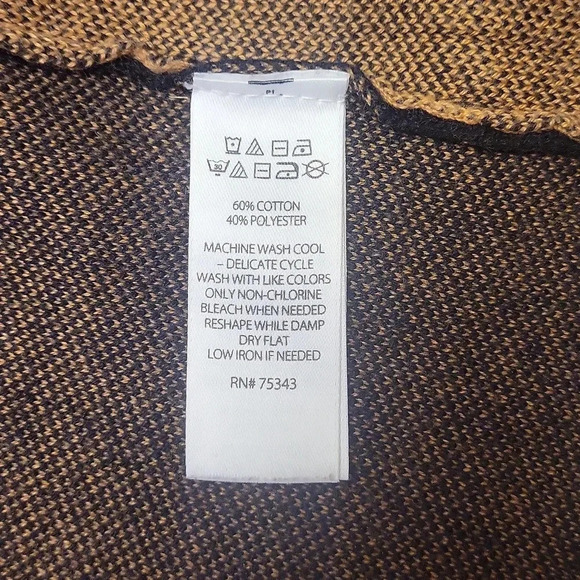 30
60% COTTON
40% POLYESTER
MACHINE WASH COOL
– DELICATE CYCLE
WASH WITH LIKE COLORS
ONLY NON-CHLORINE
BLEACH WHEN NEEDED
RESHAPE WHILE DAMP
DRY FLAT
LOW IRON IF NEEDED
RN# 75343